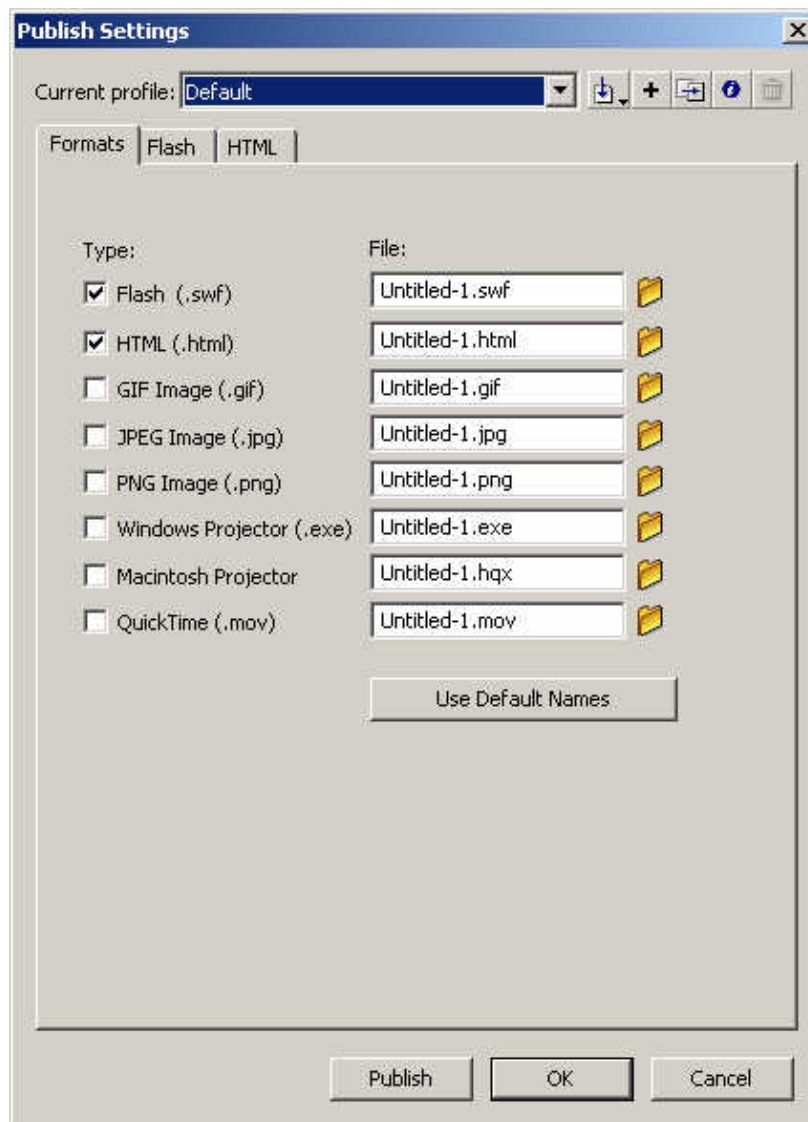 Publish Settings
Current profile: Default
Formats Flash HTML
Type: File:
Flash (.swf) Untitled-1.swf
HTML (.html) Untitled-1.html
GIF Image (.gif) Untitled-1.gif
JPEG Image (.jpg) Untitled-1.jpg
PNG Image (.png) Untitled-1.png
Windows Projector (.exe) Untitled-1.exe
Macintosh Projector Untitled-1.hqx
QuickTime (.mov) Untitled-1.mov
Use Default Names
Publish OK Cancel